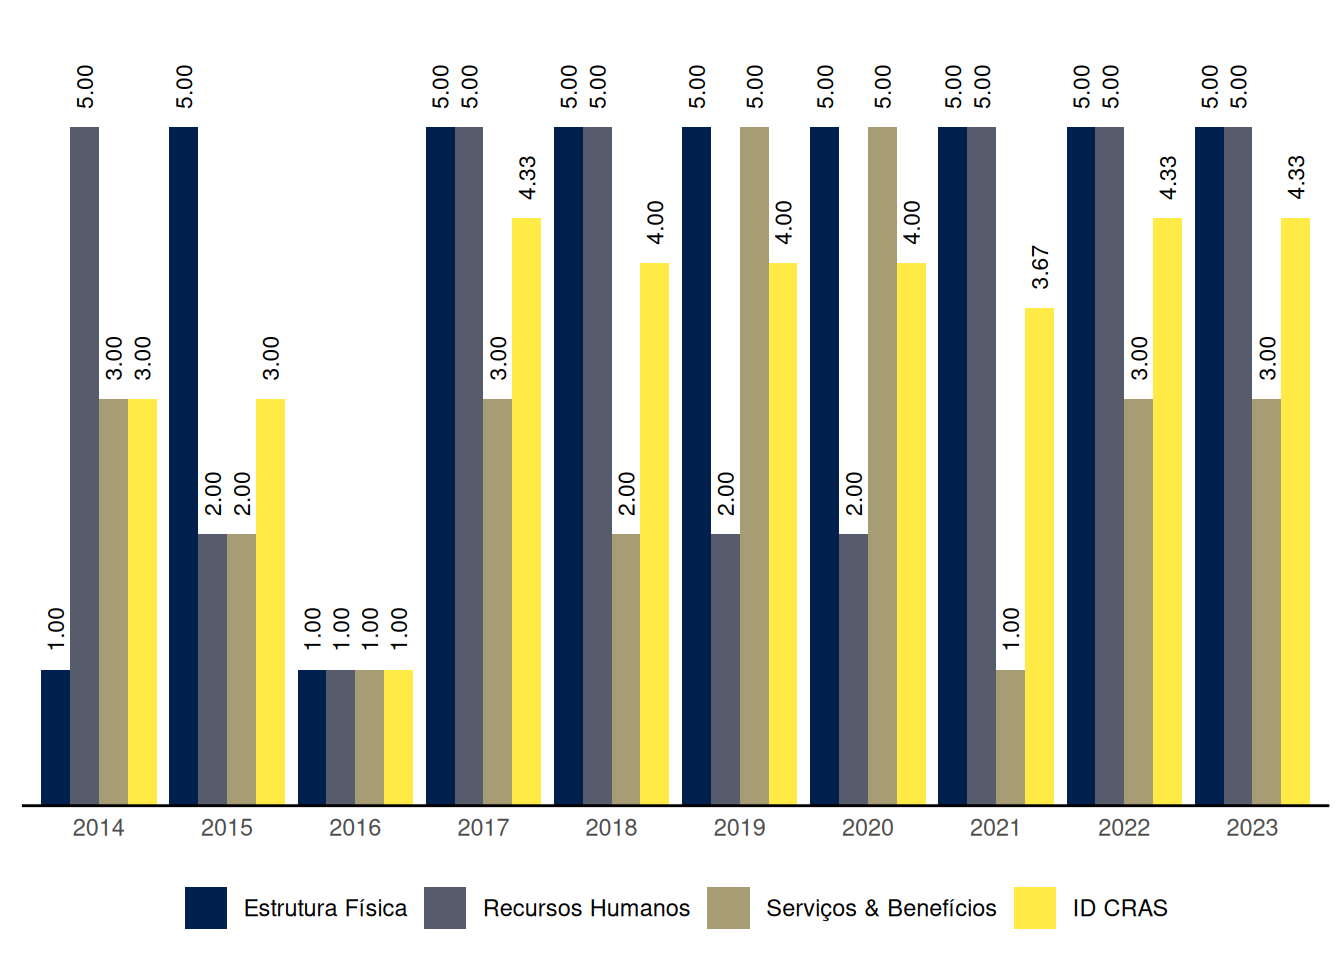 1.00 5.00 3.00 3.00
5.00 2.00 2.00 3.00
1.00 1.00 1.00 1.00
5.00 5.00 3.00 4.33
5.00 5.00 2.00 4.00
5.00 2.00 5.00 4.00
5.00 2.00 5.00 4.00
5.00 5.00 1.00 3.67
5.00 5.00 3.00 4.33
5.00 5.00 3.00 4.33
2014 2015 2016 2017 2018 2019 2020 2021 2022 2023
Estrutura Física Recursos Humanos Serviços & Benefícios ID CRAS